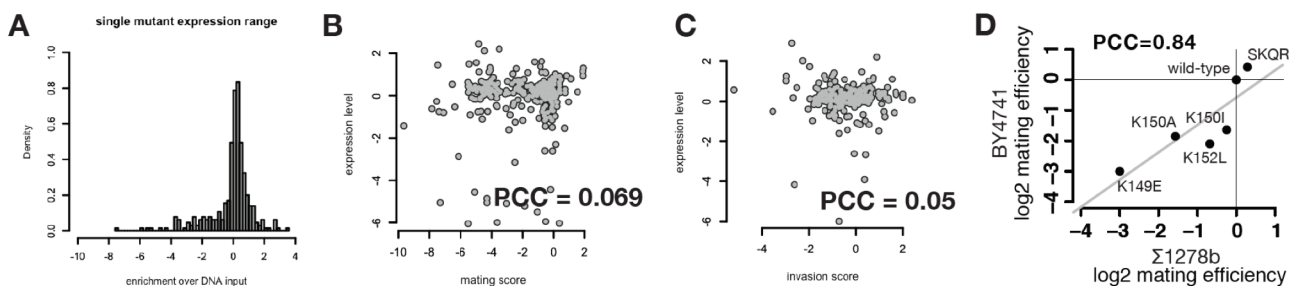 A
single mutant expression range
Density
1.0
0.8
0.6
0.4
0.2
0.0
-10 -8 -6 -4 -2 0 2 4
enrichment over DNA input
B
expression level
2
0
-2
-4
-6
PCC = 0.069
-10 -8 -6 -4 -2 0 2
mating score
C
expression level
2
0
-2
-4
-6
PCC = 0.05
-4 -2 0 2
invasion score
D
PCC=0.84
SKQR
wild-type
K150A K150I
K152L
K149E
BY4741
log2 mating efficiency
1
0
−1
−2
−3
−4
−4 −3 −2 −1 0 1
Σ1278b
log2 mating efficiency